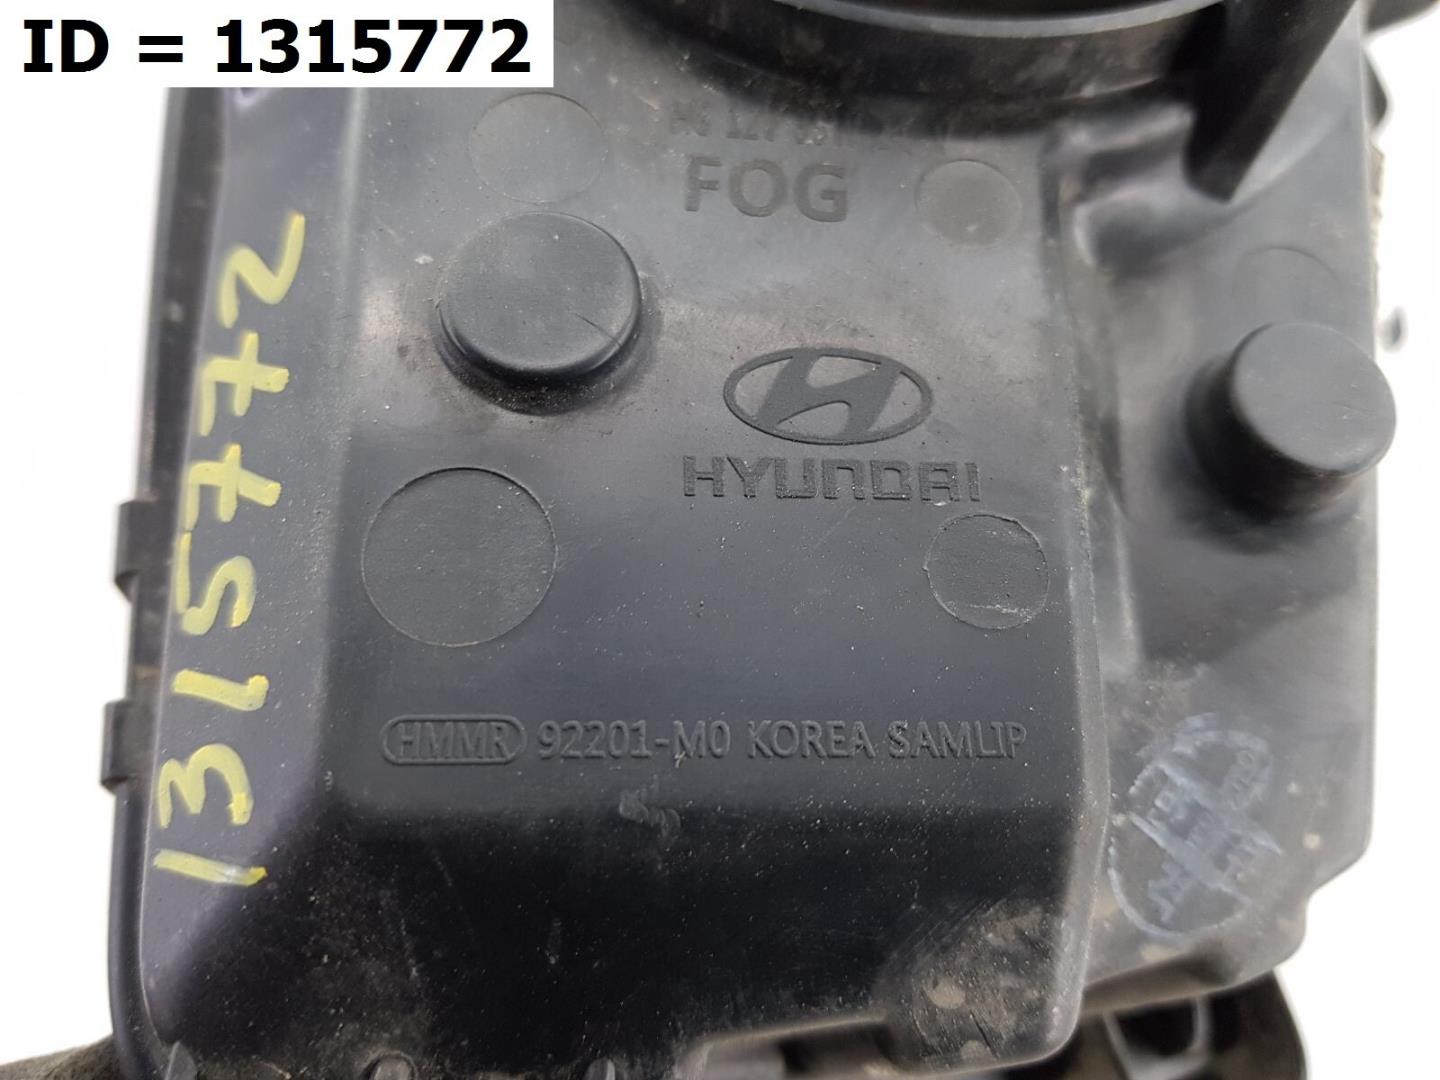 ID = 1315772
FOG
HYUNDAI
HMMR 92201-M0 KOREA SAMLIP
1315772